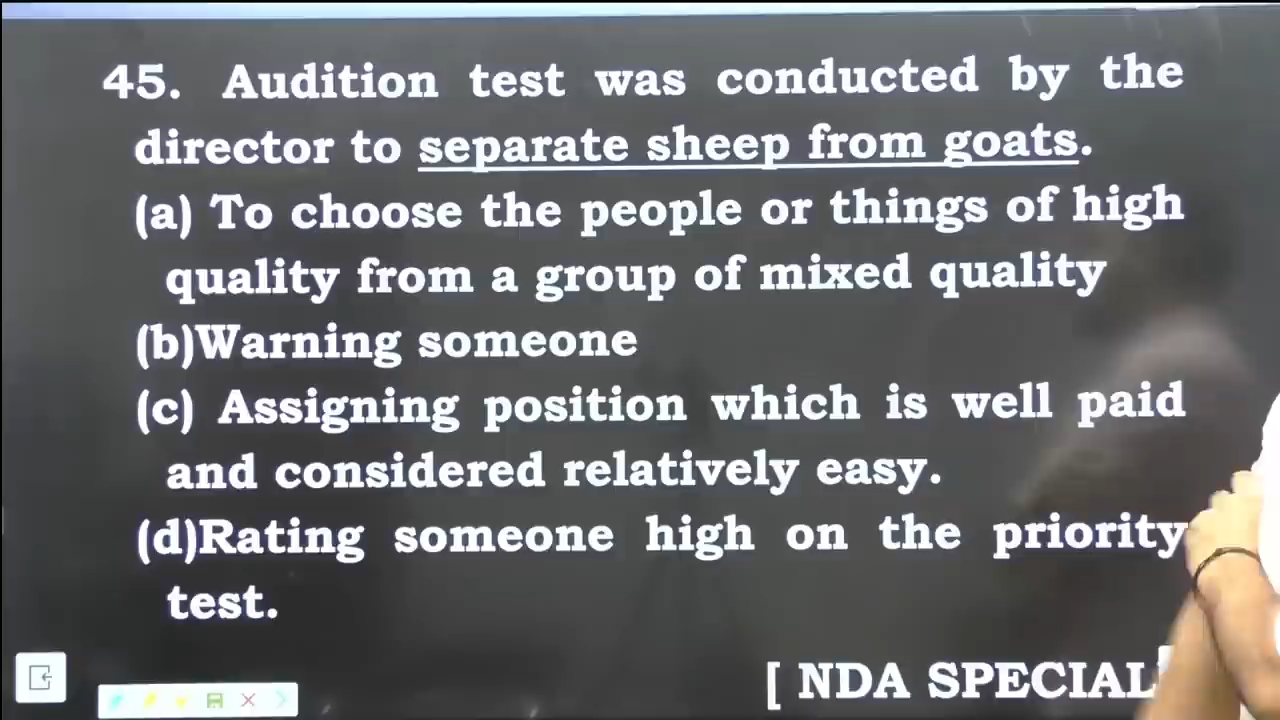 45. Audition test was conducted by the
director to separate sheep from goats.
(a) To choose the people or things of high
quality from a group of mixed quality
(b)Warning someone
(c) Assigning position which is well paid
and considered relatively easy.
(d)Rating someone high on the priority
test.
[ NDA SPECIAL